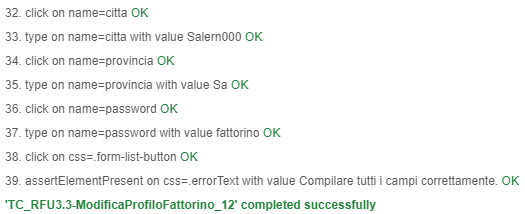 32. click on name=citta OK
33. type on name=citta with value Salern000 OK
34. click on name=provincia OK
35. type on name=provincia with value Sa OK
36. click on name=password OK
37. type on name=password with value fattorino OK
38. click on css=.form-list-button OK
39. assertElementPresent on css=.errorText with value Compilare tutti i campi correttamente. OK
'TC_RFU3.3-ModificaProfiloFattorino_12' completed successfully